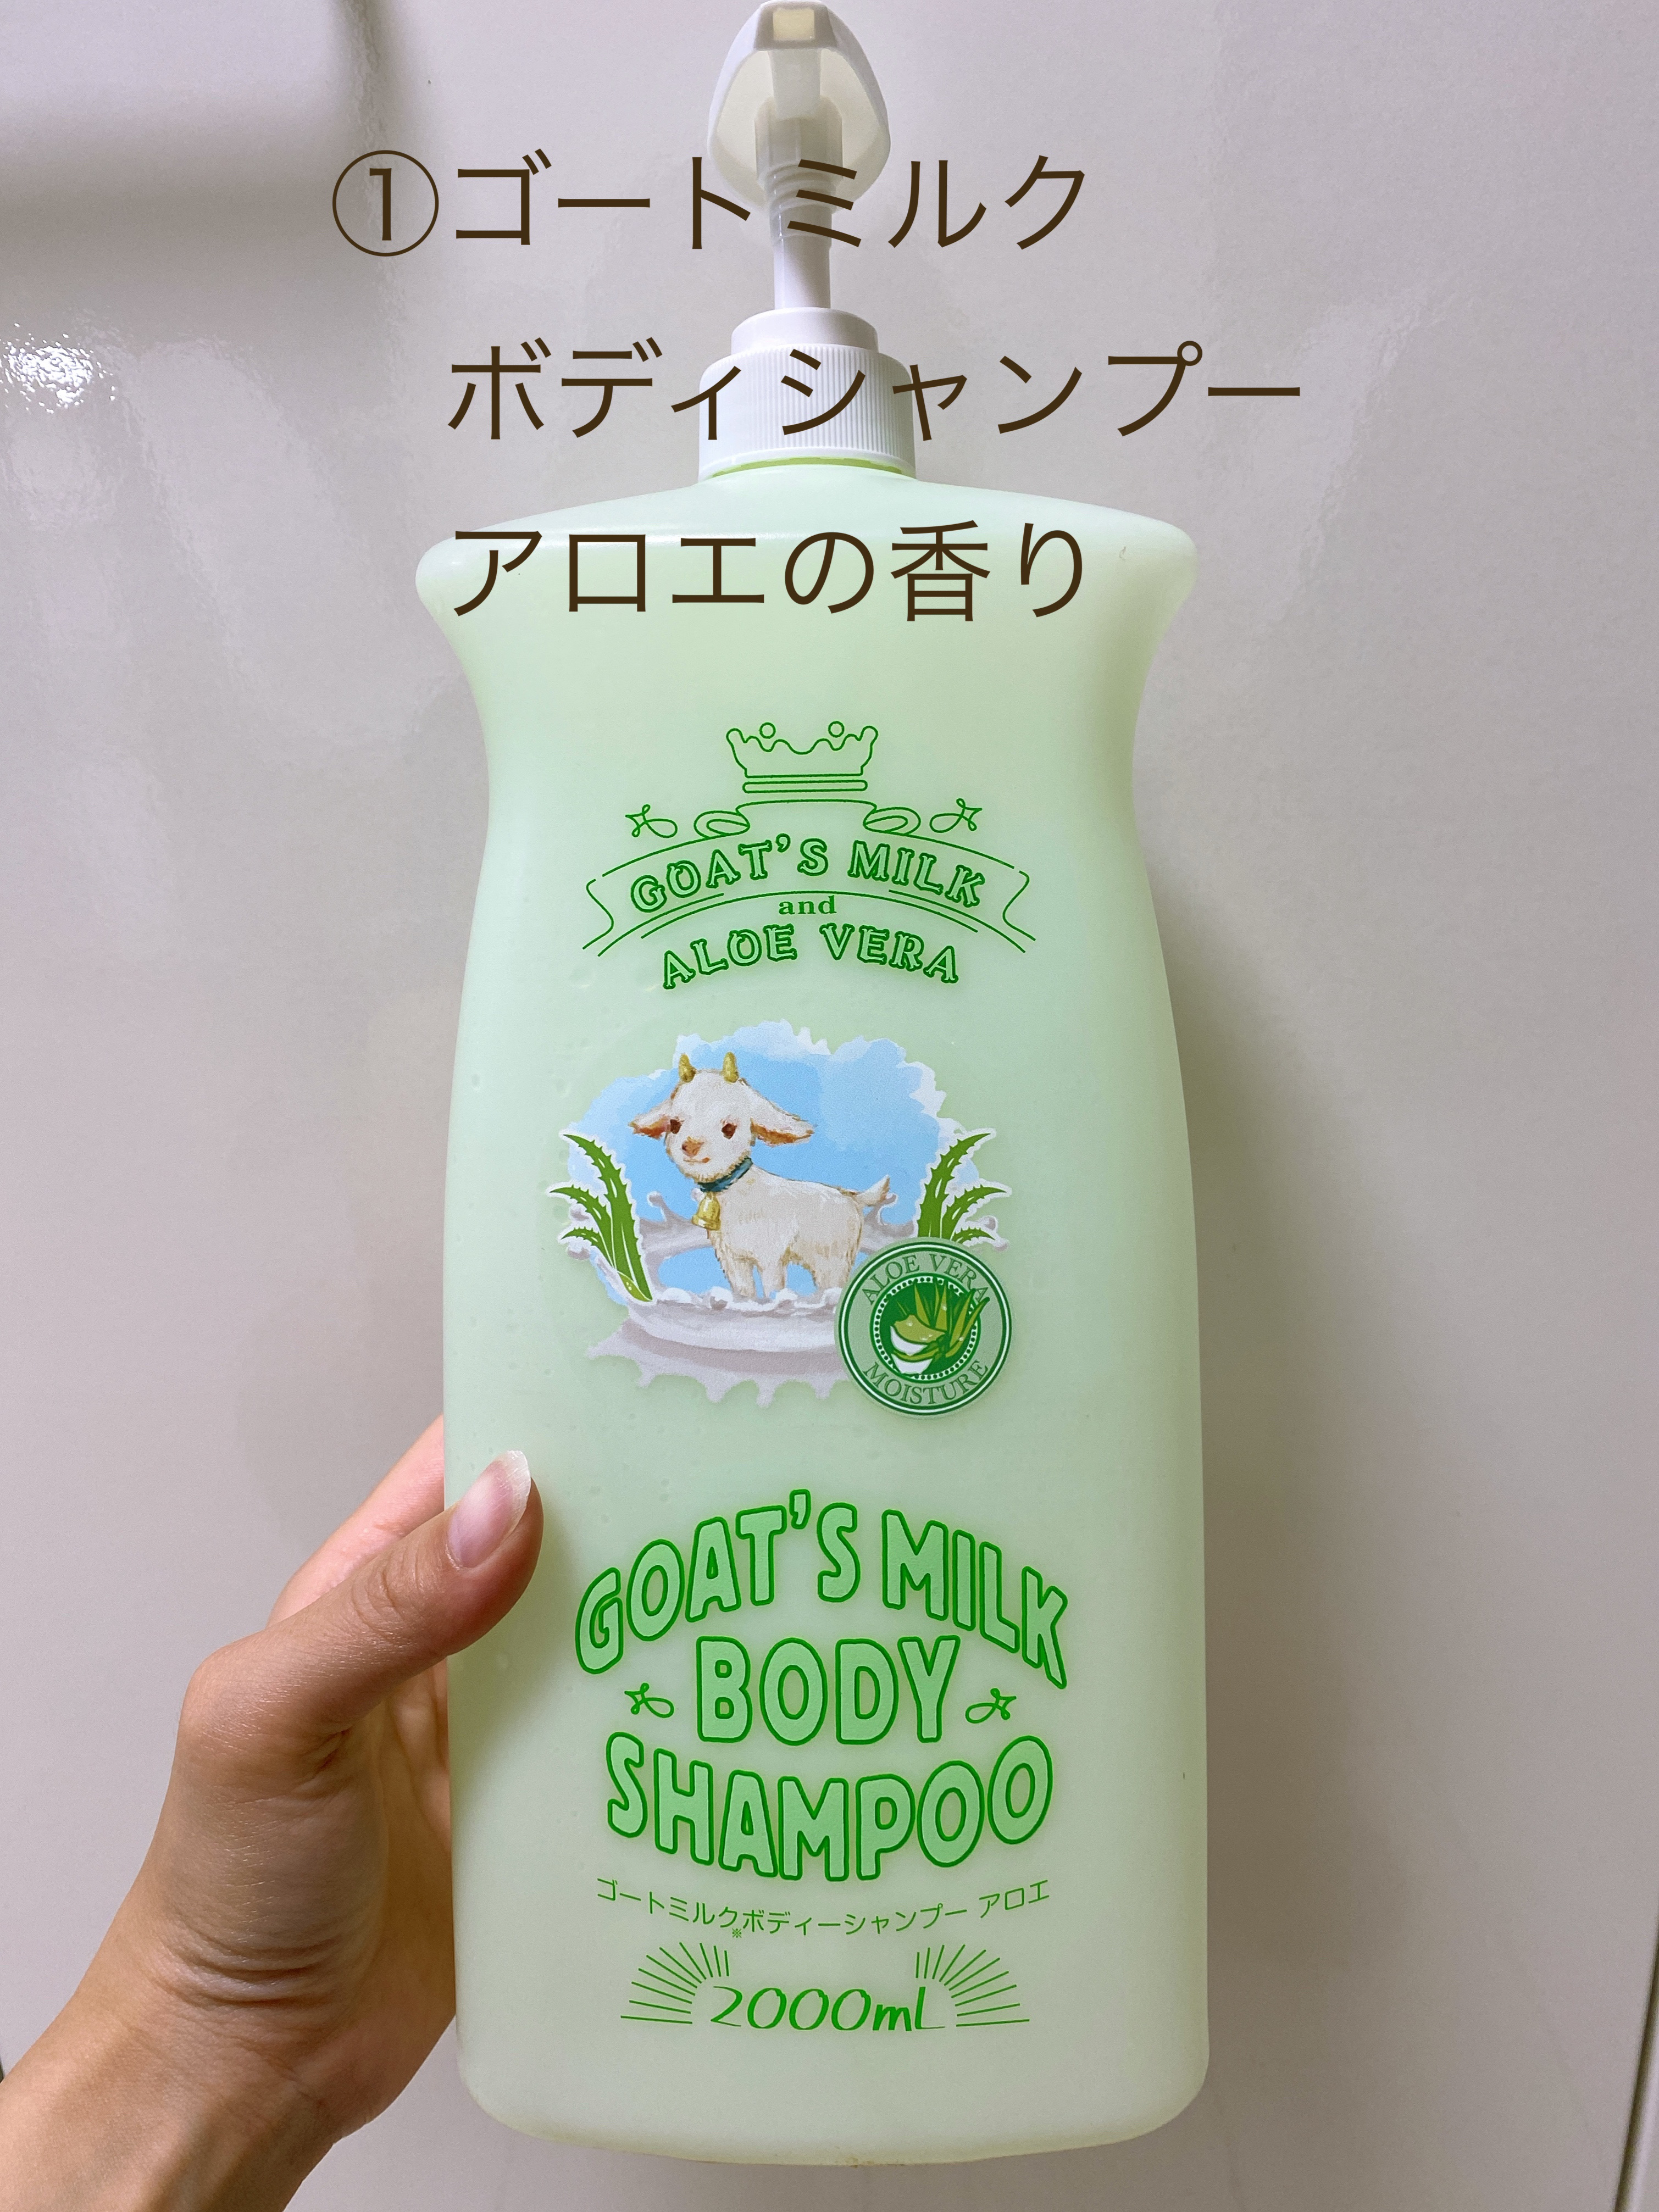 ①ゴートミルク
ボディシャンプー
アロエの香り
GOAT'S MILK
and
ALOE VERA
ALOE VERA
MOISTURE
GOAT'S MILK
BODY
SHAMPOO
ゴートミルク※ボディーシャンプー アロエ
2000mL